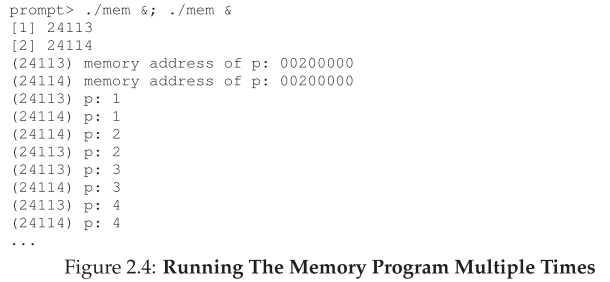 prompt> ./mem &; ./mem &
[1] 24113
[2] 24114
(24113) memory address of p: 00200000
(24114) memory address of p: 00200000
(24113) p: 1
(24114) p: 1
(24114) p: 2
(24113) p: 2
(24113) p: 3
(24114) p: 3
(24113) p: 4
(24114) p: 4
...
Figure 2.4: Running The Memory Program Multiple Times